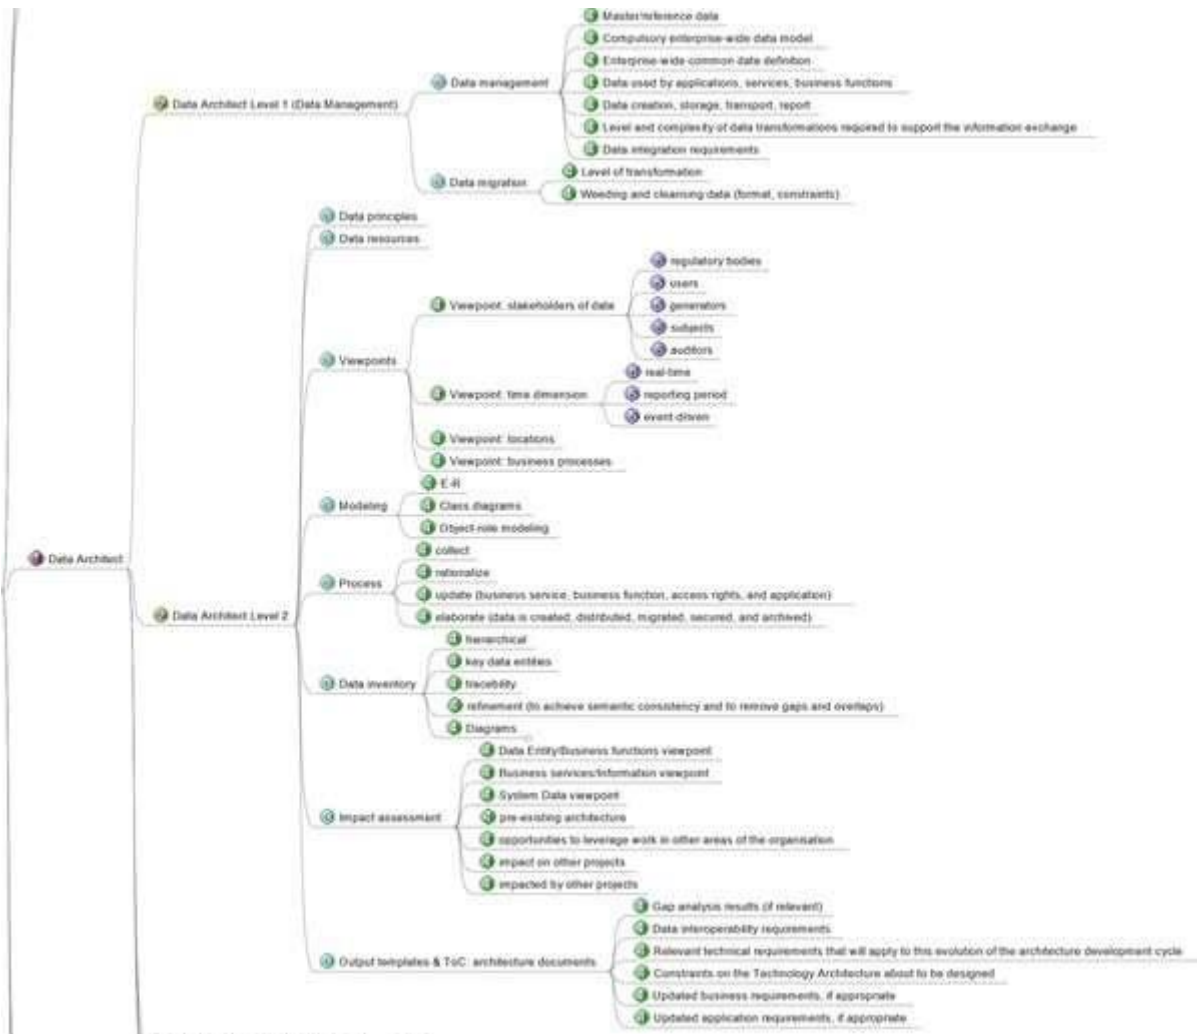 Master/reference data
Compulsory enterprise-wide data model
Enterprise-wide common data definition
Data management
Data used by applications, services, business functions
Data Architect Level 1 (Data Management)
Data creation, storage, transport, report
Level and complexity of data transformations required to support the information exchange
Data integration requirements
Data migration
Level of transformation
Weeding and cleansing data (format, constraints)
Data principles
Data resources
Viewpoints
Viewpoint: stakeholders of data
regulatory bodies
users
generators
subjects
auditors
Viewpoint: time dimension
real-time
reporting period
event-driven
Viewpoint: locations
Viewpoint: business processes
Modeling
E-R
Class diagrams
Object-role modeling
Data Architect
Process
collect
rationalize
update (business service, business function, access rights, and application)
elaborate (data is created, distributed, migrated, secured, and archived)
Data Architect Level 2
Data inventory
hierarchical
key data entities
tracebility
refinement (to achieve semantic consistency and to remove gaps and overlaps)
Diagrams
Impact assessment
Data Entity/Business functions viewpoint
Business services/Information viewpoint
System Data viewpoint
pre-existing architecture
opportunities to leverage work in other areas of the organisation
impact on other projects
impacted by other projects
Output templates & ToC: architecture documents
Gap analysis results (if relevant)
Data interoperability requirements
Relevant technical requirements that will apply to this evolution of the architecture development cycle
Constraints on the Technology Architecture about to be designed
Updated business requirements, if appropriate
Updated application requirements, if appropriate